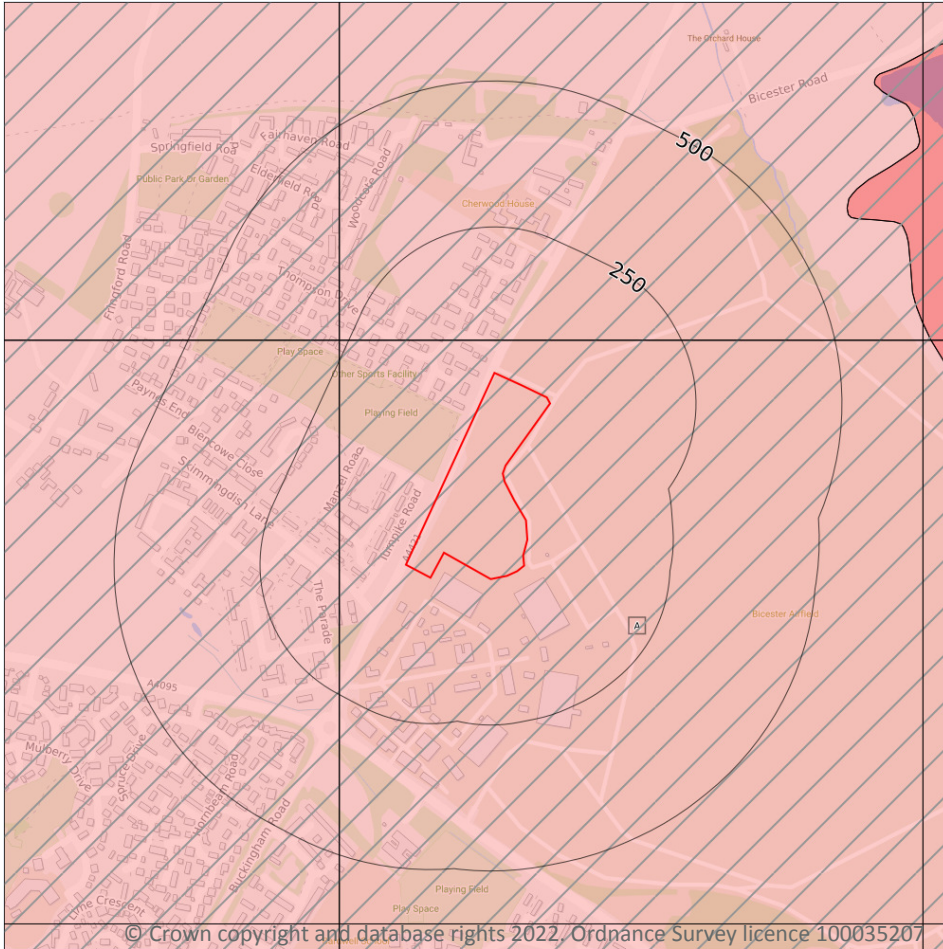 The Orchard House
Bicester Road
500
Fairhaven Road
Springfield Road
Elderfield Road
Public Park Or Garden
Woodcote Road
Cherwood House
Fringford Road
250
Thompson Drive
Play Space
Other Sports Facility
Paynes End
Playing Field
Blencowe Close
Skimmingdish Lane
Manzel Road
Turnpike Road
A4421
The Parade
Bicester Airfield
A
A4095
Mulberry Drive
Spruce Drive
Hornbeam Road
Buckingham Road
Lime Crescent
Playing Field
Play Space
© Crown copyright and database rights 2022. Ordnance Survey licence 100035207